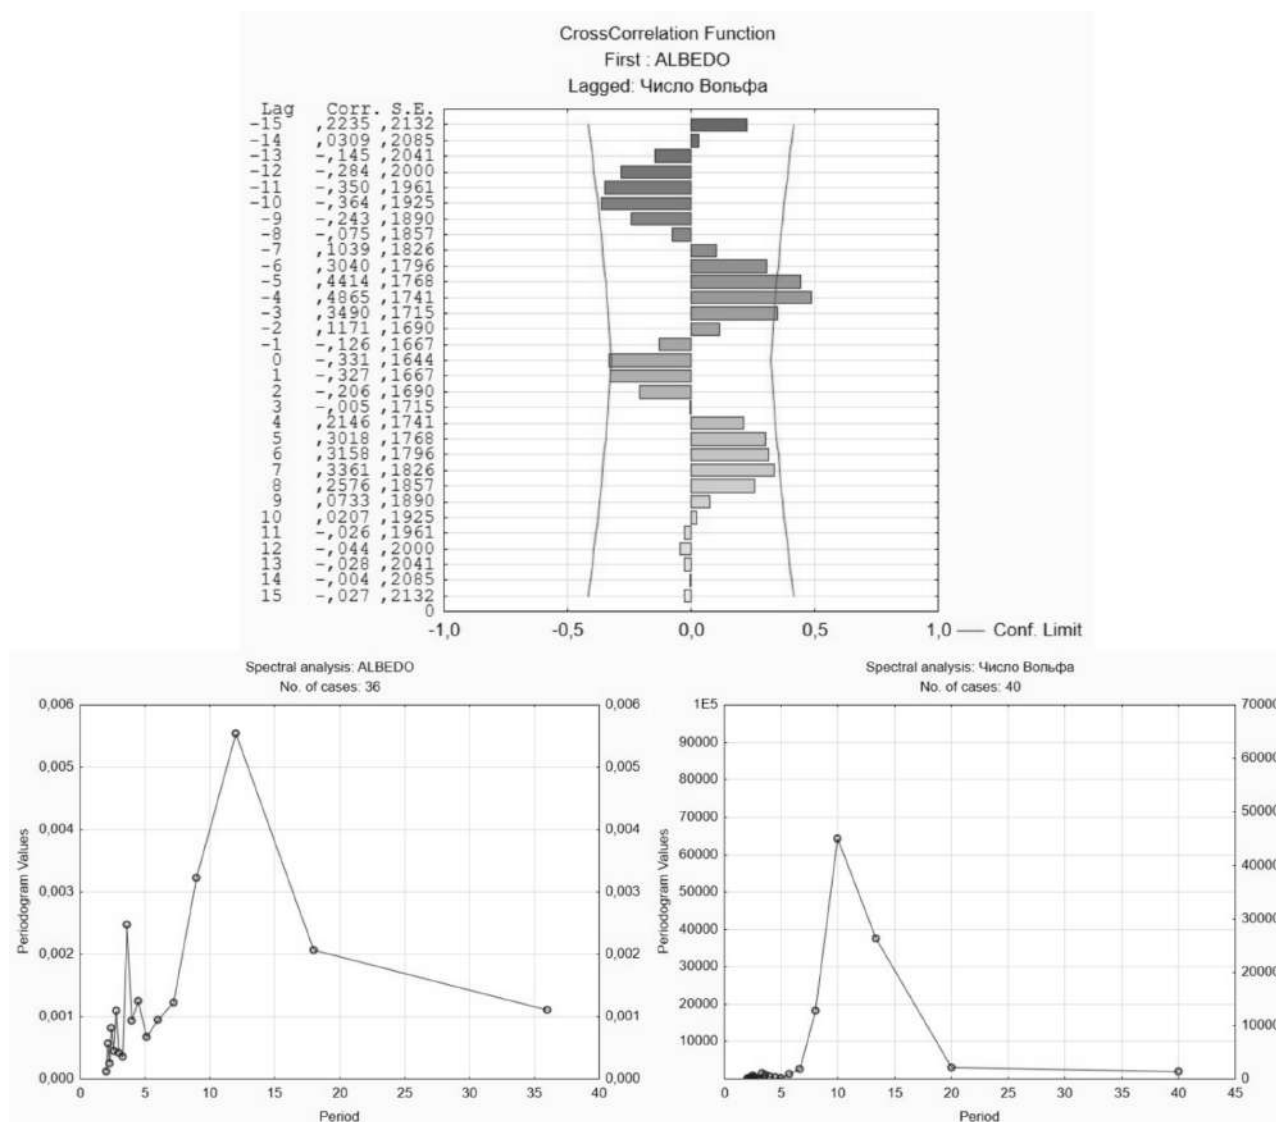 CrossCorrelation Function
First : ALBEDO
Lagged: Число Вольфа
Lag Corr. S.E.
-15 ,2235 ,2132
-14 ,0309 ,2085
-13 -,145 ,2041
-12 -,284 ,2000
-11 -,350 ,1961
-10 -,364 ,1925
-9 -,243 ,1890
-8 -,075 ,1857
-7 ,1039 ,1826
-6 ,3040 ,1796
-5 ,4414 ,1768
-4 ,4865 ,1741
-3 ,3490 ,1715
-2 ,1171 ,1690
-1 -,126 ,1667
0 -,331 ,1644
1 -,327 ,1667
2 -,206 ,1690
3 -,005 ,1715
4 ,2146 ,1741
5 ,3018 ,1768
6 ,3158 ,1796
7 ,3361 ,1826
8 ,2576 ,1857
9 ,0733 ,1890
10 ,0207 ,1925
11 -,026 ,1961
12 -,044 ,2000
13 -,028 ,2041
14 -,004 ,2085
15 -,027 ,2132
0
-1,0 -0,5 0,0 0,5 1,0 Conf. Limit
Spectral analysis: ALBEDO
No. of cases: 36
0,006 0,006
0,005 0,005
0,004 0,004
0,003 0,003
0,002 0,002
0,001 0,001
0,000 0,000
Periodogram Values
0 5 10 15 20 25 30 35 40
Period
Spectral analysis: Число Вольфа
No. of cases: 40
1E5 70000
90000
80000 60000
70000 50000
60000 40000
50000
40000 30000
30000 20000
20000
10000 10000
0
Periodogram Values
0 5 10 15 20 25 30 35 40 45
Period